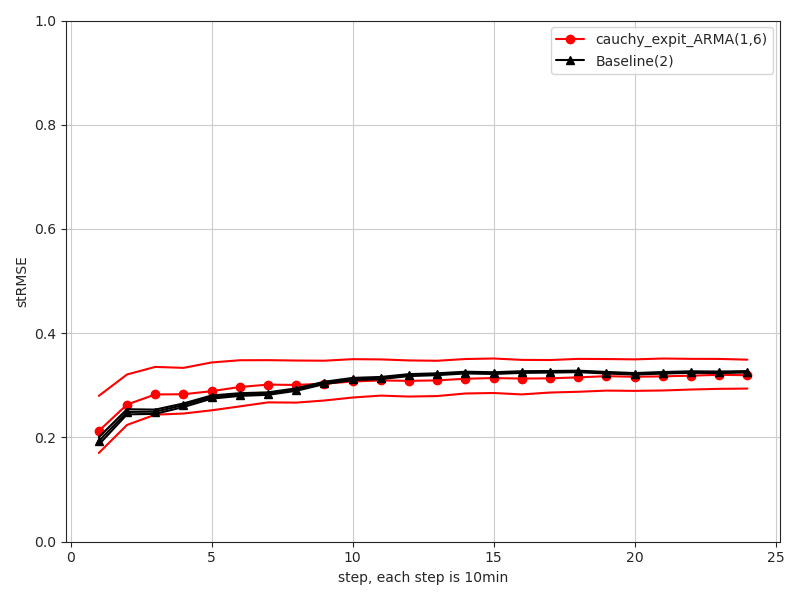 cauchy_expit_ARMA(1,6)
Baseline(2)
stRMSE
1.0
0.8
0.6
0.4
0.2
0.0
0 5 10 15 20 25
step, each step is 10min